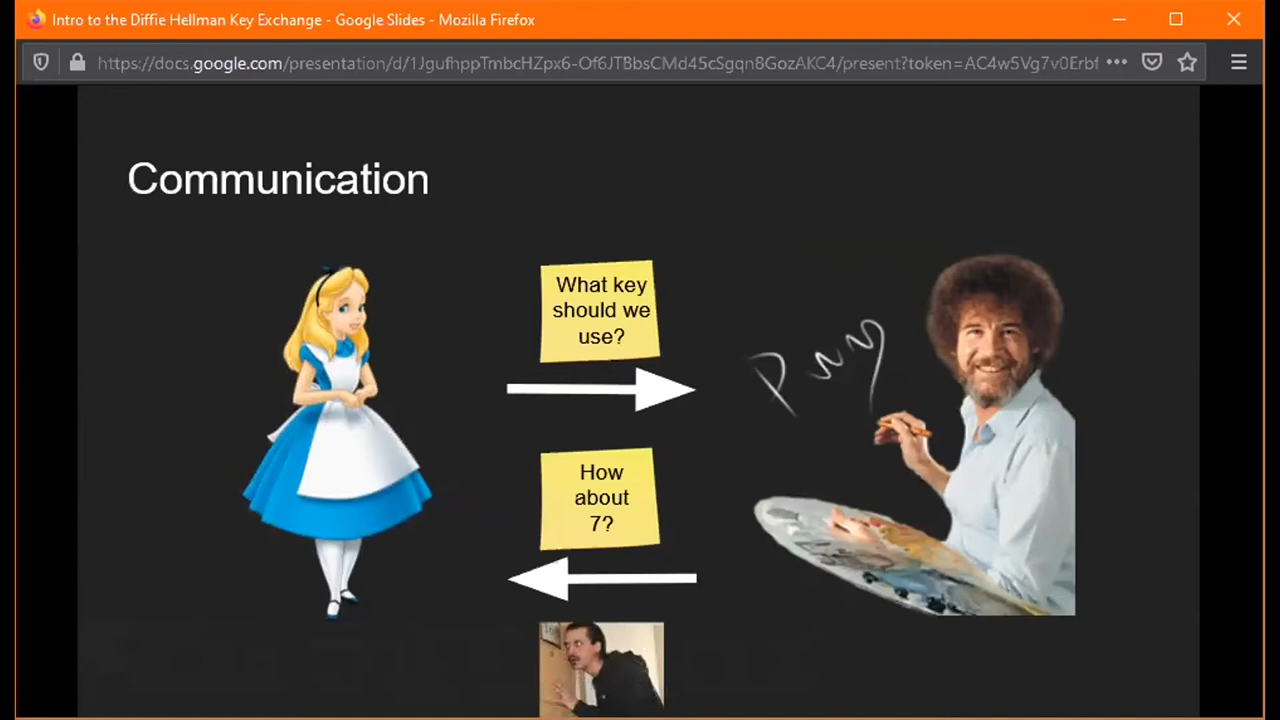 Intro to the Diffie Hellman Key Exchange - Google Slides - Mozilla Firefox
https://docs.google.com/presentation/d/1JgufhppTmbcHZpx6-Of6JTBbsCMd45cSgqn8GozAKC4/present?token=AC4w5Vg7v0Erbf
Communication
What key
should we
use?
How
about
7?